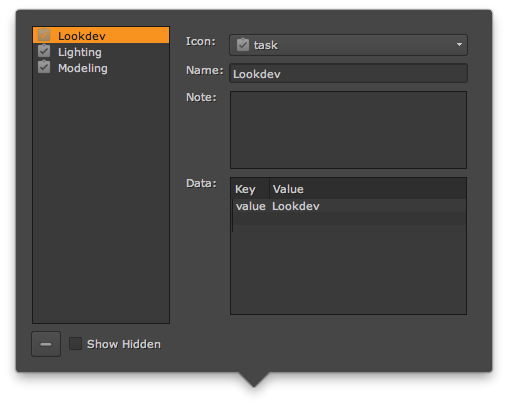 Lookdev
Lighting
Modeling
Show Hidden
Icon: task
Name: Lookdev
Note:
Data:
Key Value
value Lookdev